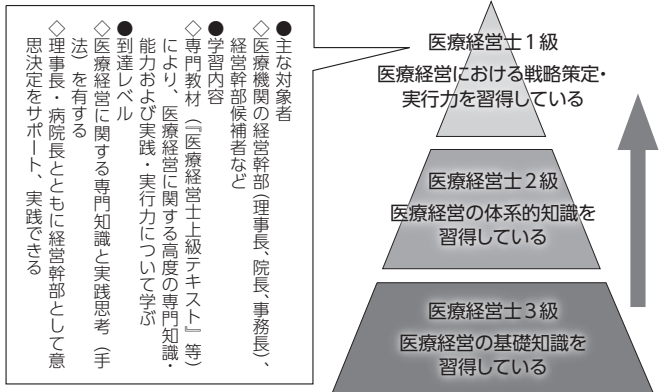 ●主な対象者
◇医療機関の経営幹部(理事長、院長、事務長)、
経営幹部候補者など
●学習内容
◇専門教材(『医療経営士上級テキスト』等)
により、医療経営に関する高度の専門知識・
能力および実践・実行力について学ぶ
●到達レベル
◇医療経営に関する専門知識と実践思考(手
法)を有する
◇理事長・病院長とともに経営幹部として意
思決定をサポート、実践できる
医療経営士1級
医療経営における戦略策定・
実行力を習得している
医療経営士2級
医療経営の体系的知識を
習得している
医療経営士3級
医療経営の基礎知識を
習得している